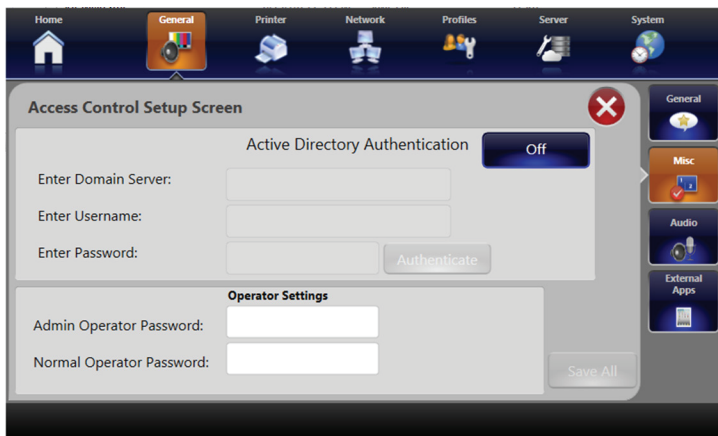 Home General Printer Network Profiles Server System
Access Control Setup Screen
General
Active Directory Authentication Off
Misc
Enter Domain Server:
Enter Username:
Audio
Enter Password: Authenticate
External
Apps
Operator Settings
Admin Operator Password:
Normal Operator Password:
Save All